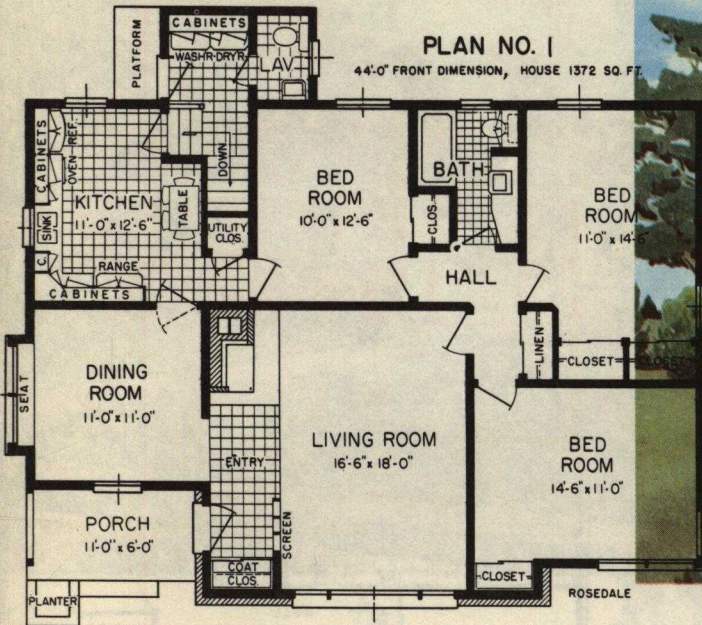 PLAN NO. 1
44'-0" FRONT DIMENSION, HOUSE 1372 SQ. FT.
PLATFORM
CABINETS
WASHR-DRYR
LAV.
CABINETS
OVEN
REF.
KITCHEN
11'-0" x 12'-6"
SINK
TABLE
C.
RANGE
CABINETS
DOWN
UTILITY
CLOS.
BED
ROOM
10'-0" x 12'-6"
CLOS.
BATH
BED
ROOM
11'-0" x 14'-6"
HALL
LINEN
CLOSET
CLOSET
SEAT
DINING
ROOM
11'-0" x 11'-0"
ENTRY
LIVING ROOM
16'-6" x 18'-0"
BED
ROOM
14'-6" x 11'-0"
PORCH
11'-0" x 6'-0"
SCREEN
COAT
CLOS.
CLOSET
PLANTER
ROSEDALE